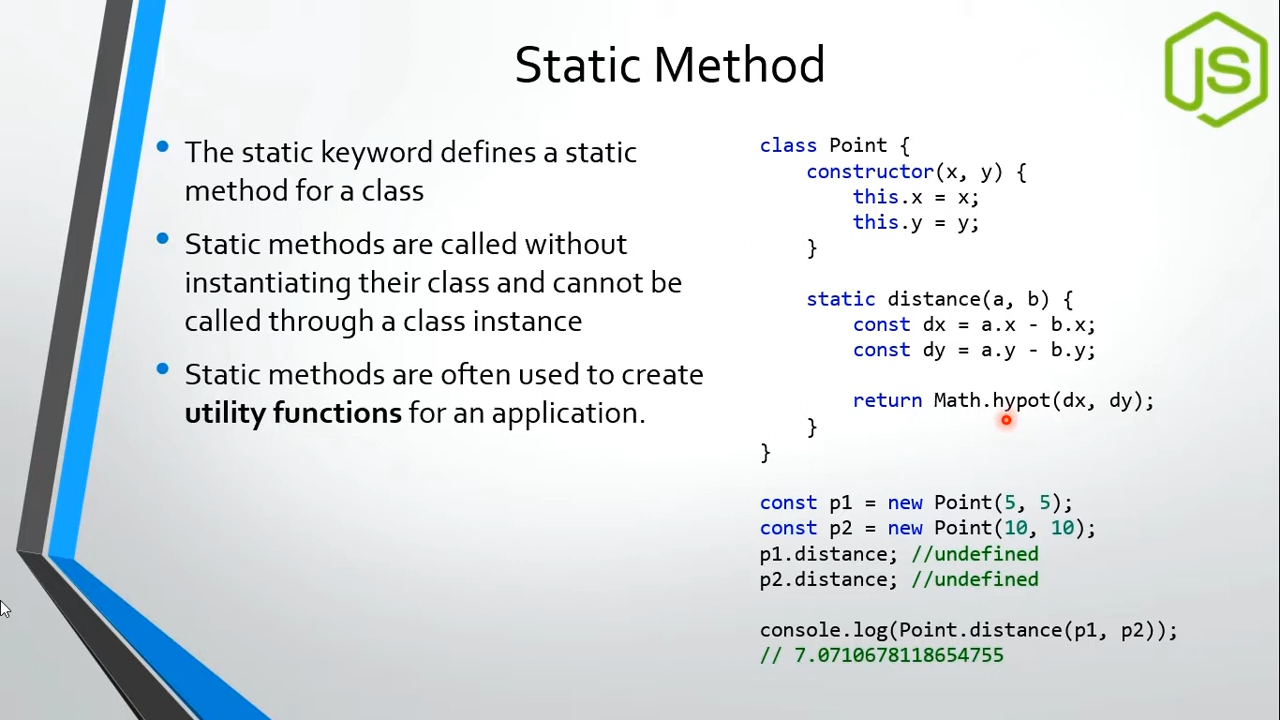 Static Method
JS
• The static keyword defines a static
method for a class
• Static methods are called without
instantiating their class and cannot be
called through a class instance
• Static methods are often used to create
utility functions for an application.
class Point {
    constructor(x, y) {
        this.x = x;
        this.y = y;
    }

    static distance(a, b) {
        const dx = a.x - b.x;
        const dy = a.y - b.y;

        return Math.hypot(dx, dy);
    }
}

const p1 = new Point(5, 5);
const p2 = new Point(10, 10);
p1.distance; //undefined
p2.distance; //undefined

console.log(Point.distance(p1, p2));
// 7.0710678118654755